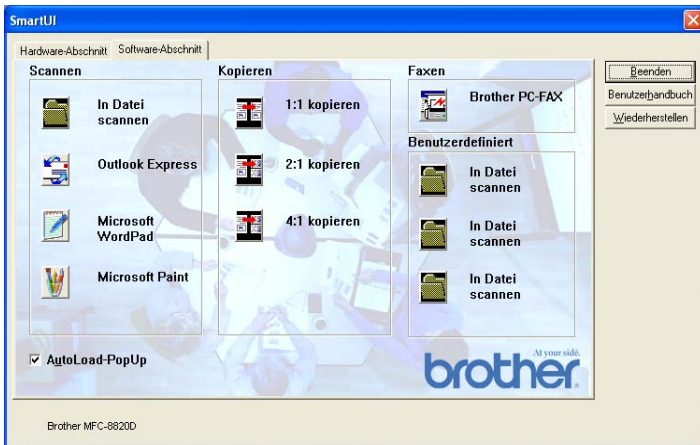 SmartUI
Hardware-Abschnitt
Software-Abschnitt
Scannen
In Datei
scannen
Outlook Express
Microsoft
WordPad
Microsoft Paint
Kopieren
1:1 kopieren
2:1 kopieren
4:1 kopieren
Faxen
Brother PC-FAX
Benutzerdefiniert
In Datei
scannen
In Datei
scannen
In Datei
scannen
Beenden
Benutzerhandbuch
Wiederherstellen
AutoLoad-PopUp
At your side.
brother
Brother MFC-8820D